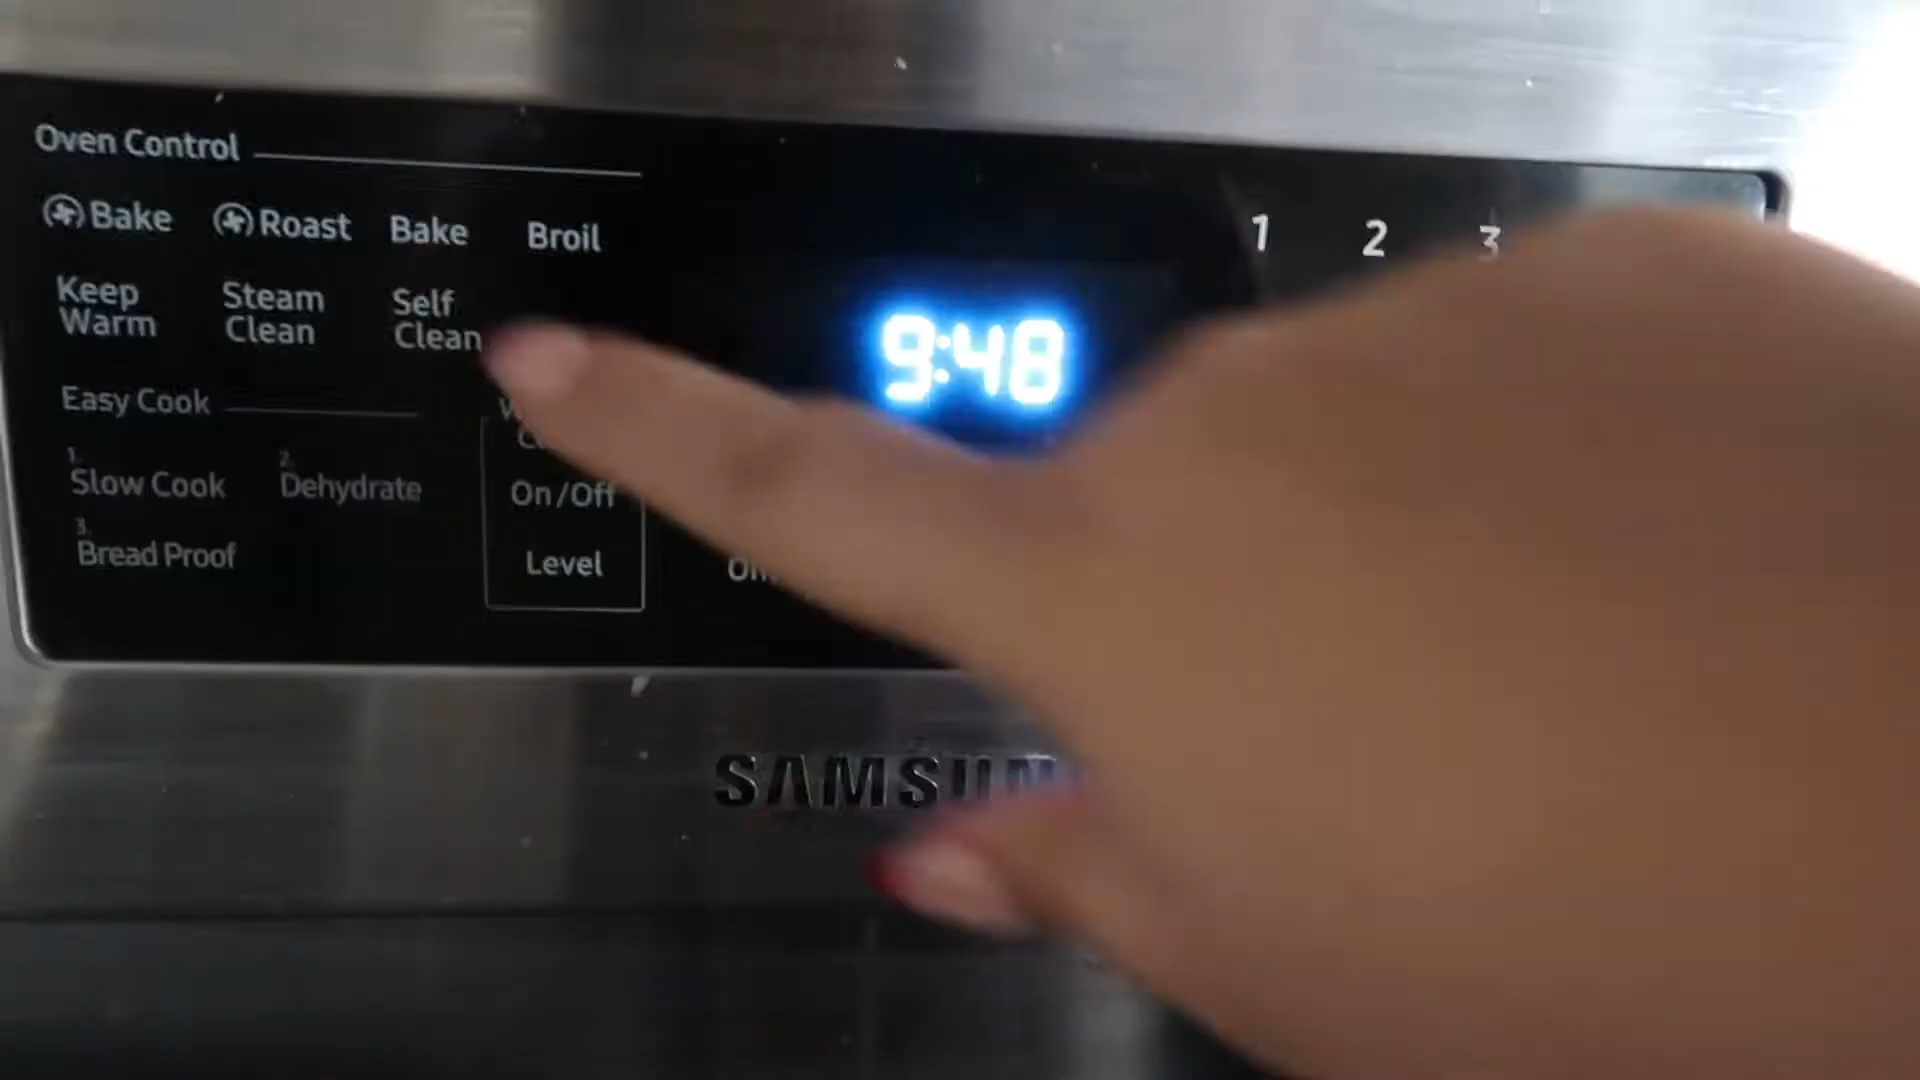 Oven Control
Bake Roast Bake Broil
Keep Warm
Steam Clean
Self Clean
Easy Cook
1. Slow Cook
2. Dehydrate
3. Bread Proof
On/Off
Level
9:48
1 2 3
SAMSUN